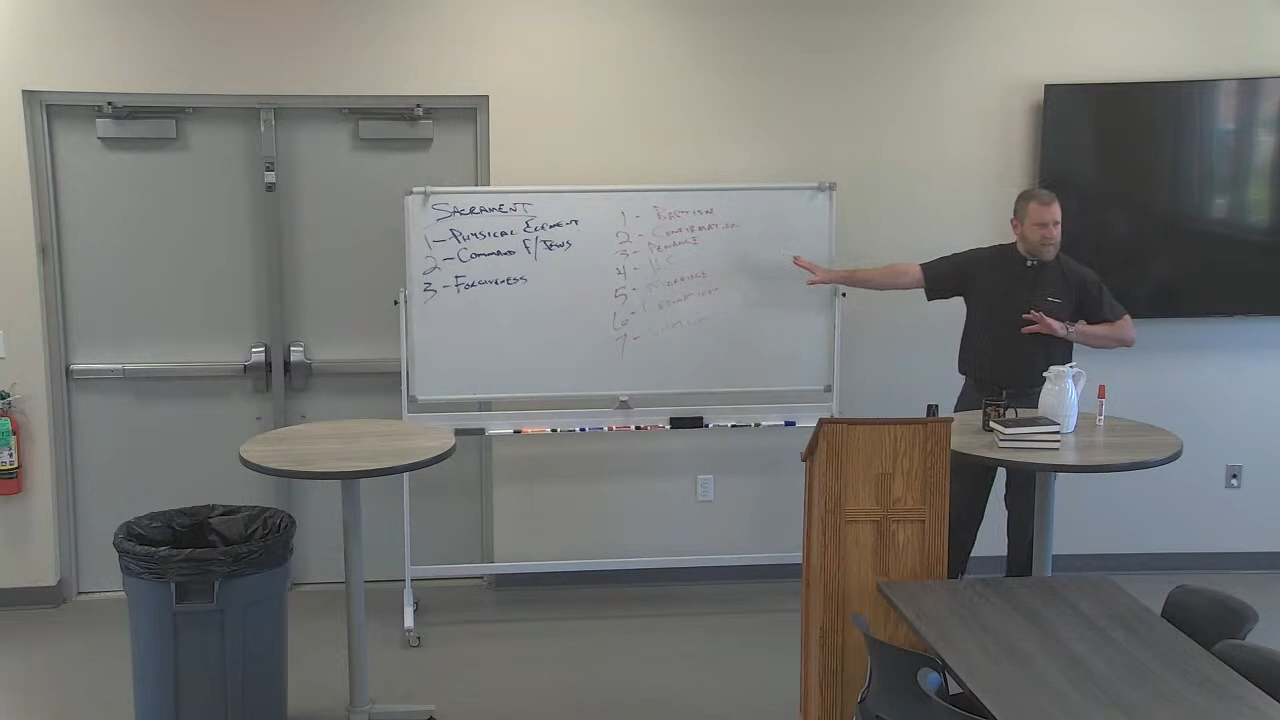 SACRAMENT
1-PHYSICAL ELEMENT
2-COMMAND F/JESUS
3-FORGIVENESS
1- BAPTISM
2- CONFIRMATION
3- PENANCE
4-
5- MARRIAGE
6-
7-